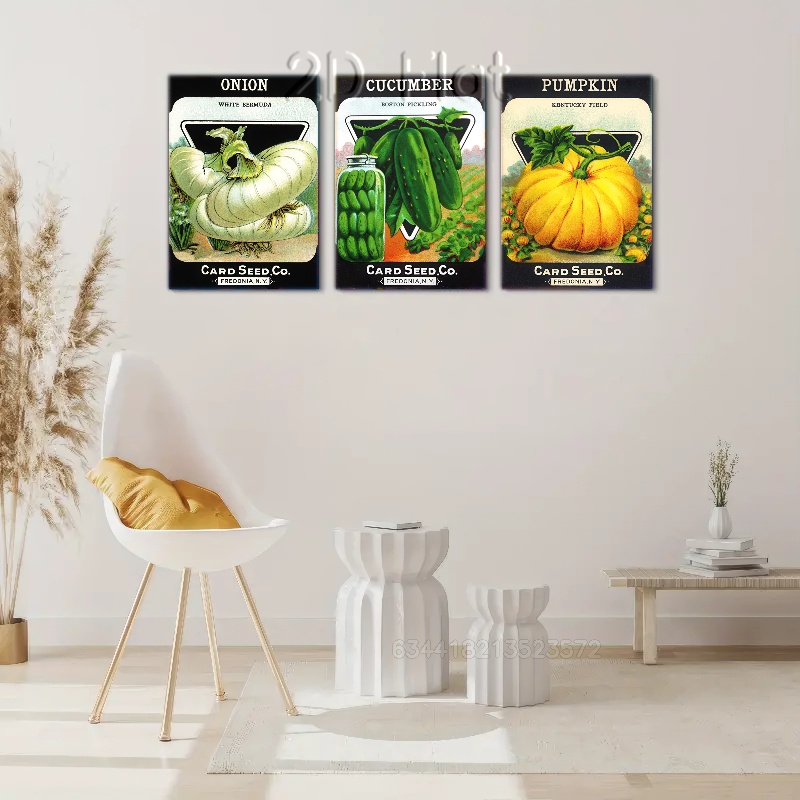 2D Flat
ONION
WHITE BERMUDA
CARD SEED, CO.
FREDONIA, N.Y.
CUCUMBER
BOSTON PICKLING
CARD SEED, CO.
FREDONIA, N.Y.
PUMPKIN
KENTUCKY FIELD
CARD SEED, CO.
FREDONIA, N.Y.
634418213523572